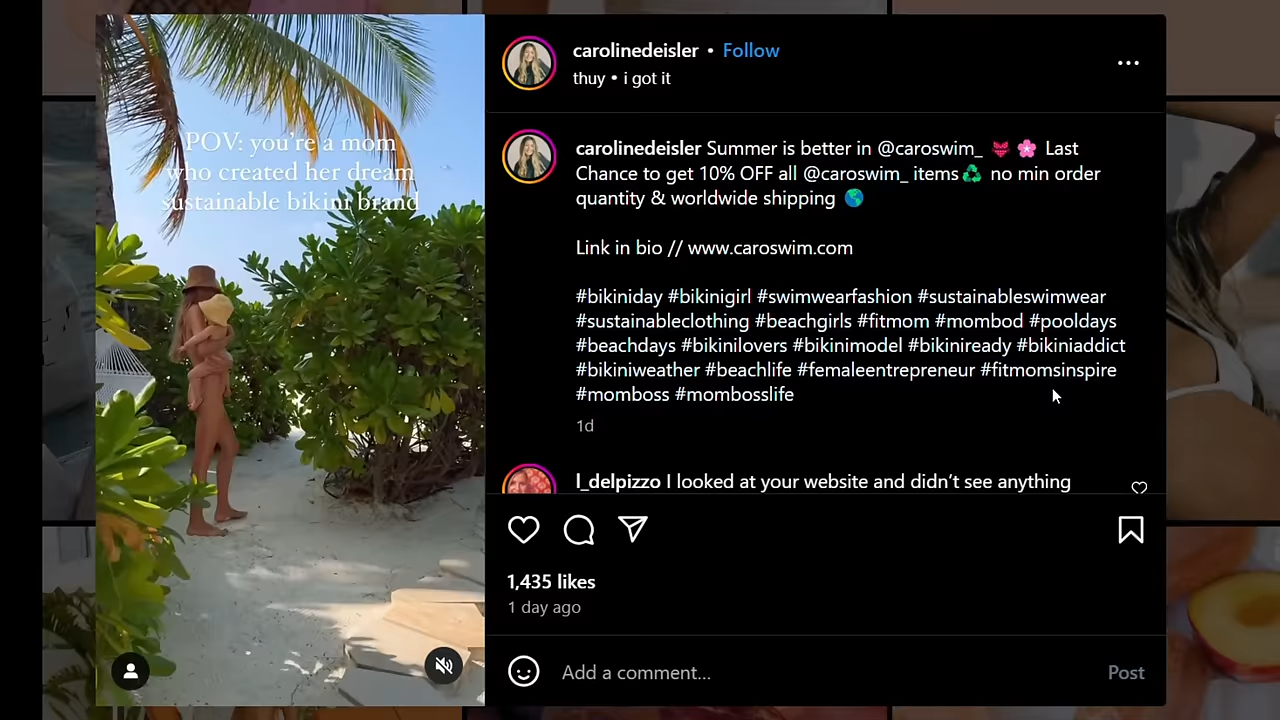 POV: you're a mom
who created her dream
sustainable bikini brand
carolinedeisler • Follow
thuy • i got it
carolinedeisler Summer is better in @caroswim_ 👙 🌸 Last
Chance to get 10% OFF all @caroswim_ items♻️ no min order
quantity & worldwide shipping 🌎
Link in bio // www.caroswim.com
#bikiniday #bikinigirl #swimwearfashion #sustainableswimwear
#sustainableclothing #beachgirls #fitmom #mombod #pooldays
#beachdays #bikinilovers #bikinimodel #bikiniready #bikiniaddict
#bikiniweather #beachlife #femaleentrepreneur #fitmomsinspire
#momboss #mombosslife
1d
l_delpizzo I looked at your website and didn't see anything
1,435 likes
1 day ago
Add a comment...
Post